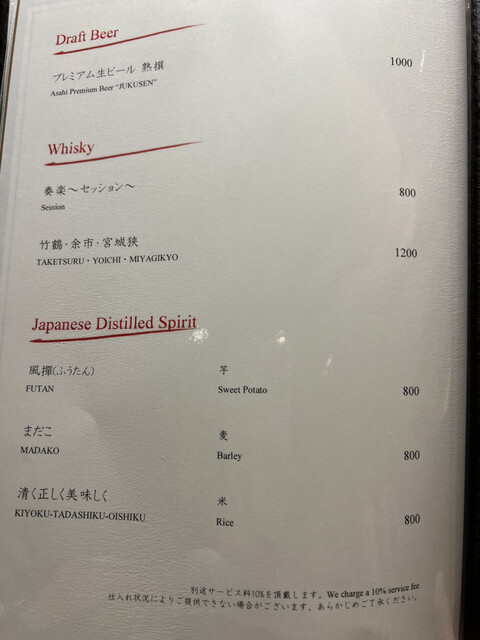 Draft Beer
プレミアム生ビール 熟撰 1000
Asahi Premium Beer "JUKUSEN"
Whisky
奏楽～セッション～ 800
Session
竹鶴・余市・宮城狭 1200
TAKETSURU・YOICHI・MIYAGIKYO
Japanese Distilled Spirit
風揮(ふうたん) 芋
FUTAN Sweet Potato 800
まだこ 麦
MADAKO Barley 800
清く正しく美味しく 米
KIYOKU-TADASHIKU-OISHIKU Rice 800
別途サービス料10%を頂戴します。We charge a 10% service fee
仕入れ状況によりご提供できない場合がございます、あらかじめご了承ください。